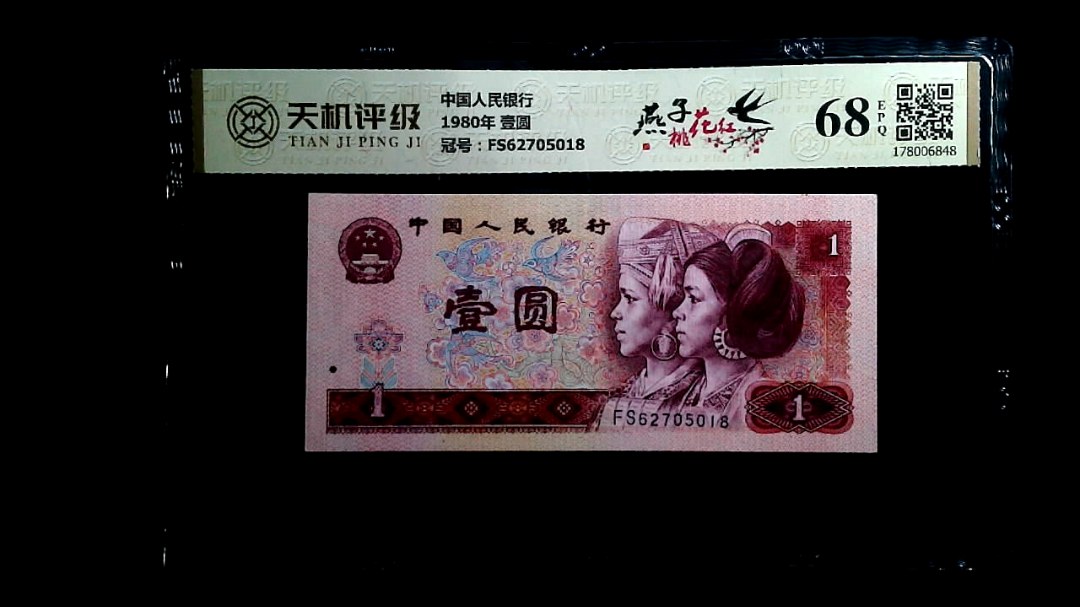 天机评级
TIAN JI PING JI
中国人民银行
1980年 壹圆
冠号：FS62705018
燕子
桃花红
68
EPQ
178006848
中国人民银行
1
壹圆
1
FS62705018
1